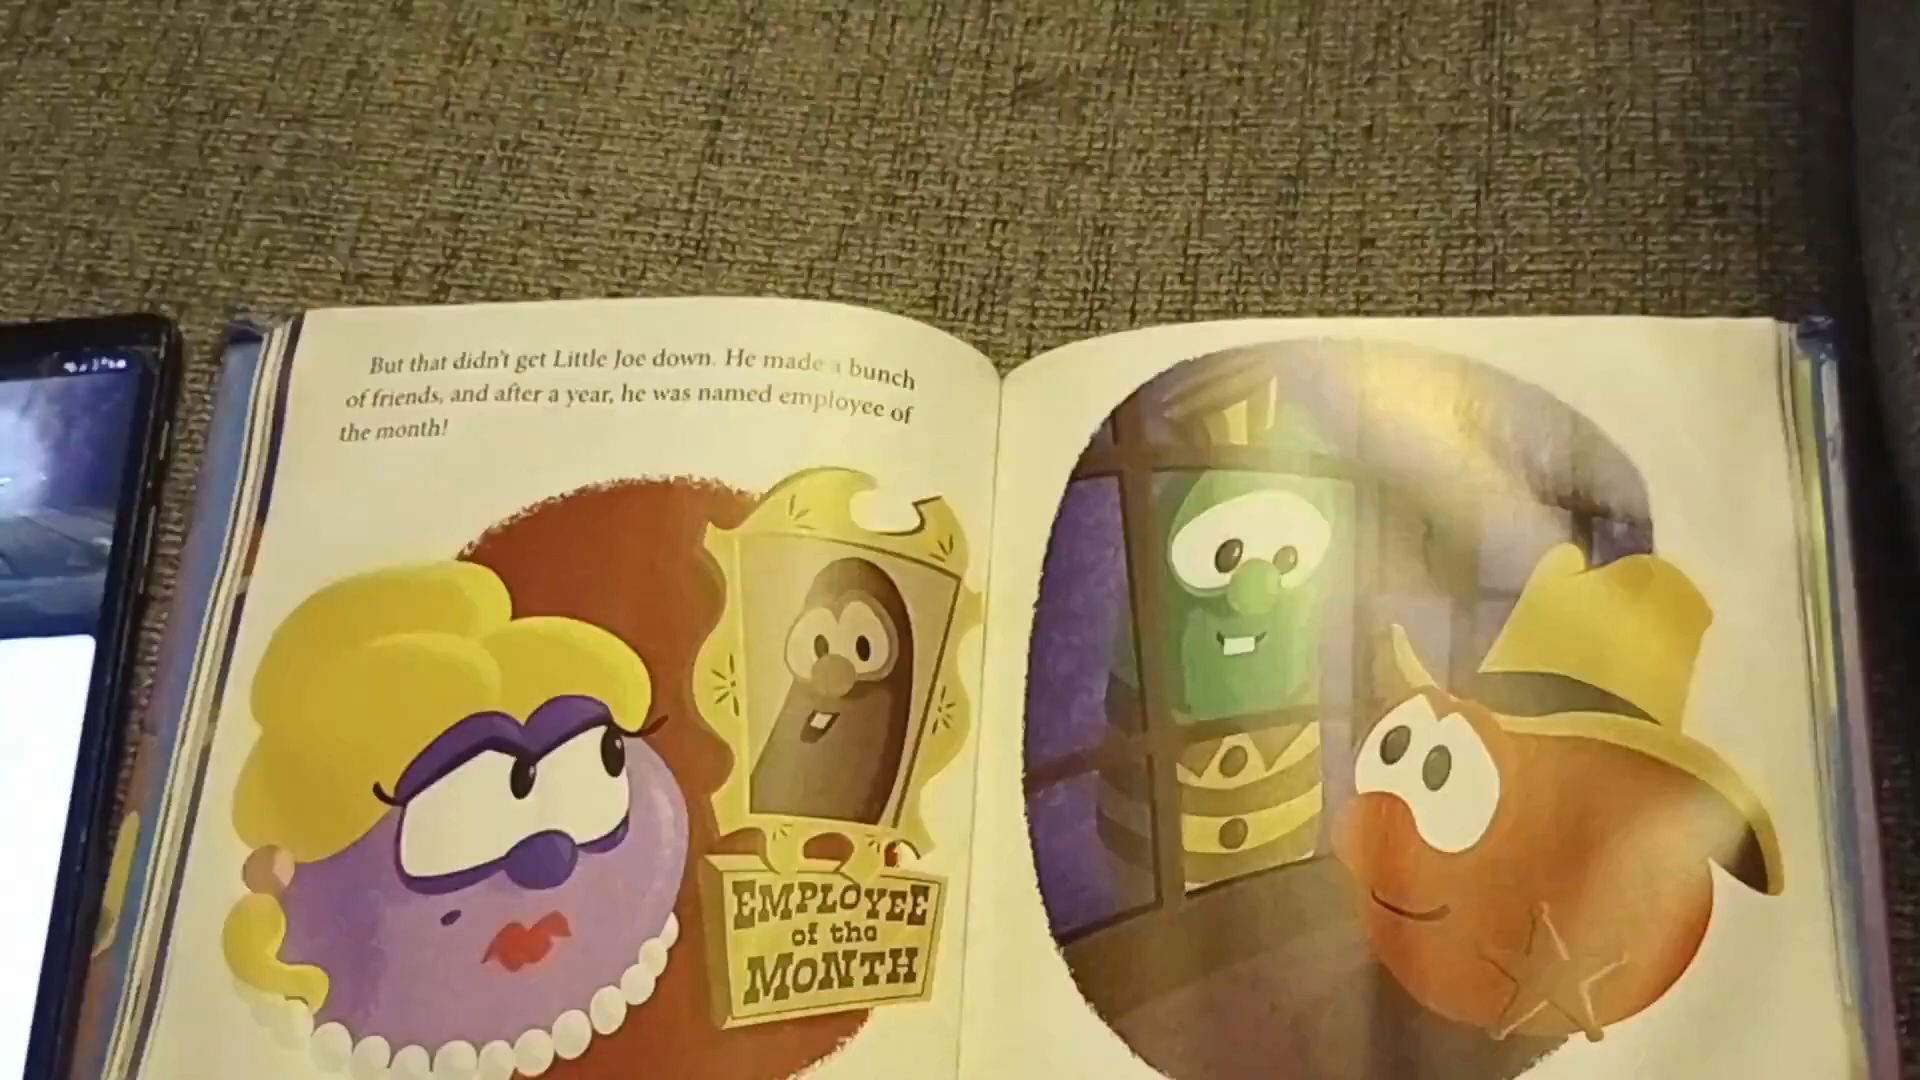 But that didn't get Little Joe down. He made a bunch
of friends, and after a year, he was named employee of
the month!
EMPLOYEE
of the
MONTH